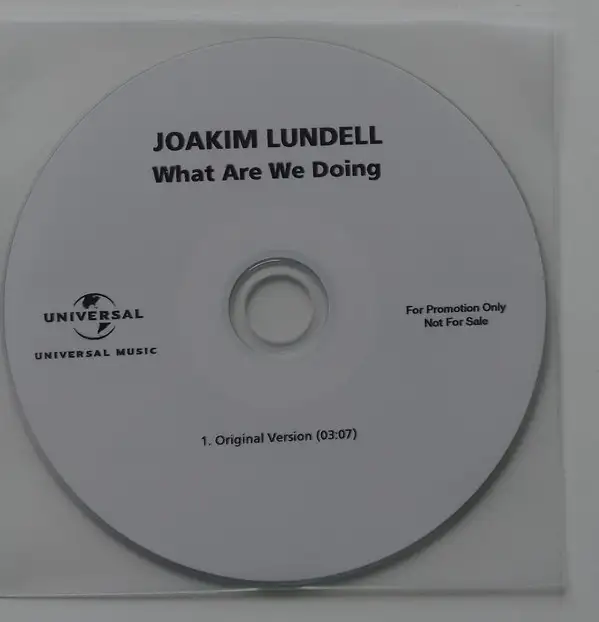 JOAKIM LUNDELL
What Are We Doing
UNIVERSAL
UNIVERSAL MUSIC
For Promotion Only
Not For Sale
1. Original Version (03:07)